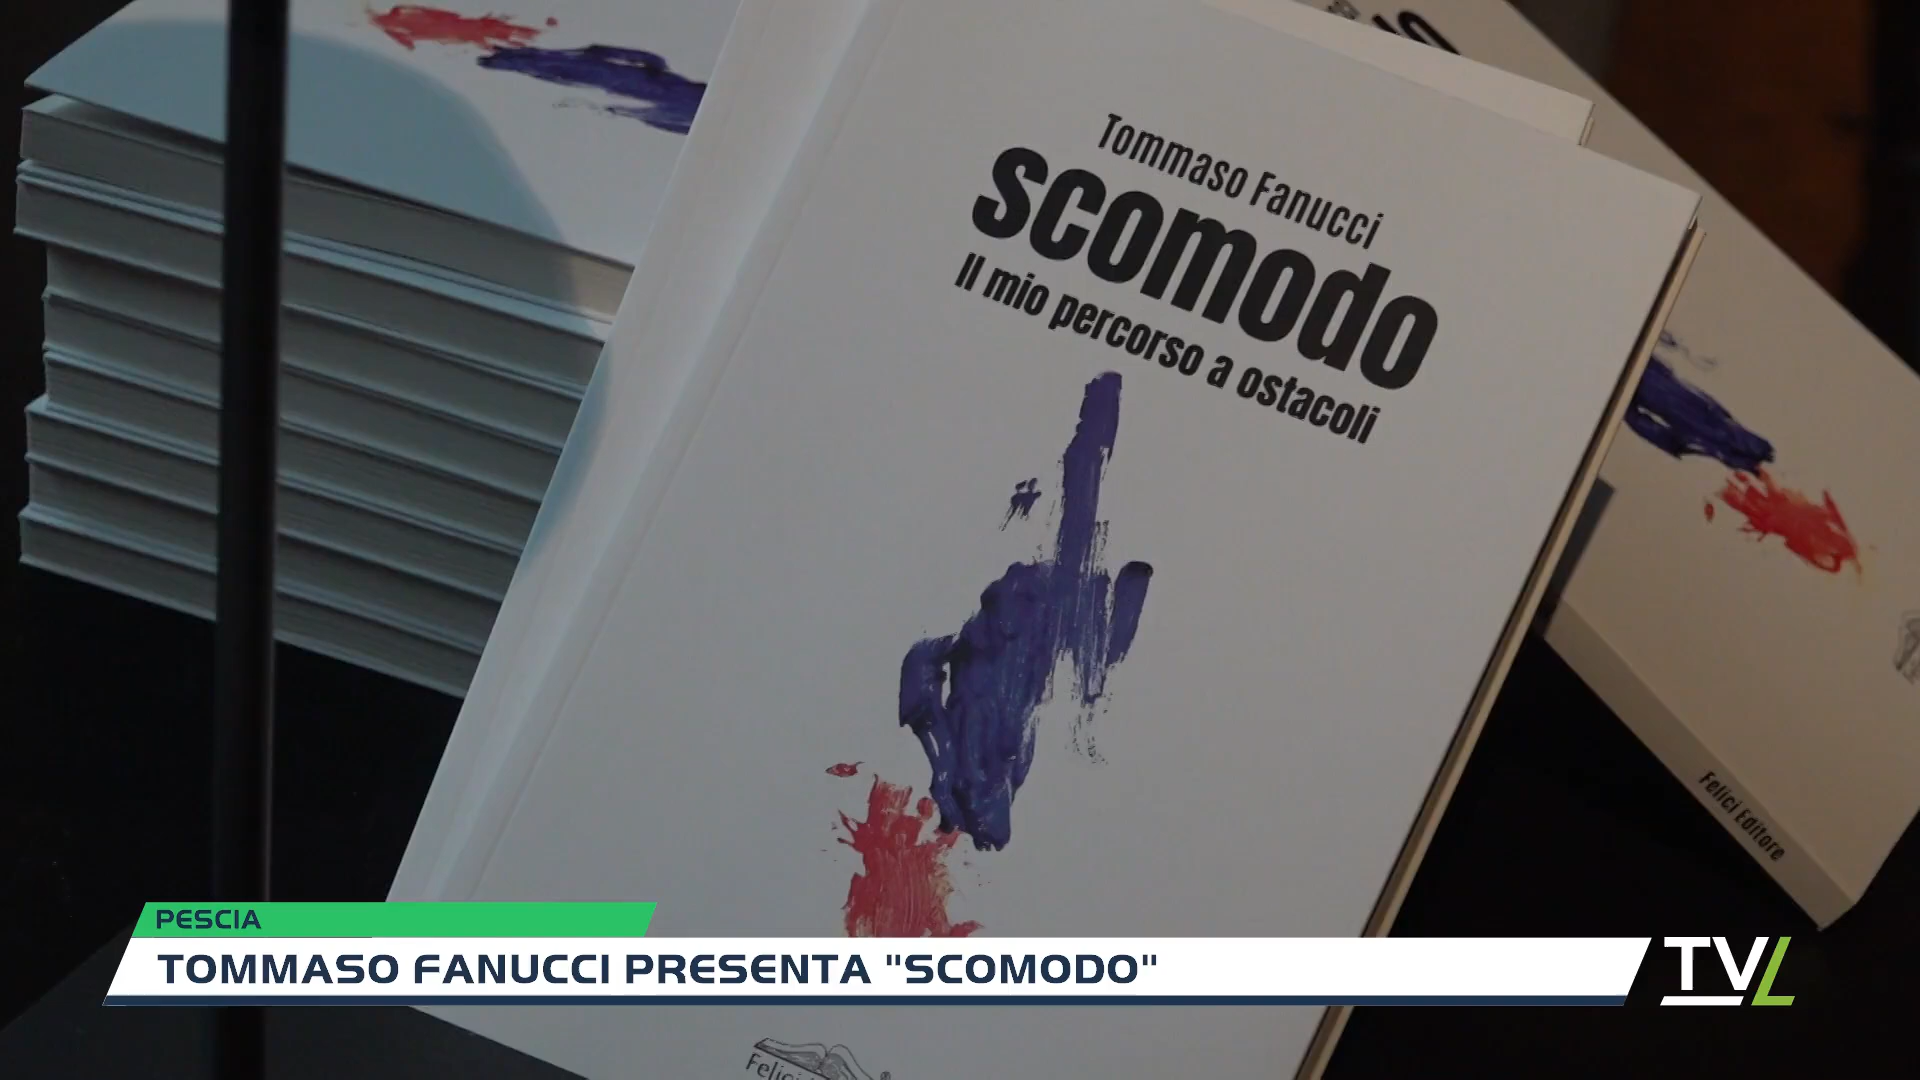 Tommaso Fanucci
scomodo
Il mio percorso a ostacoli
Felici Editore
PESCIA
TOMMASO FANUCCI PRESENTA "SCOMODO"
TVL